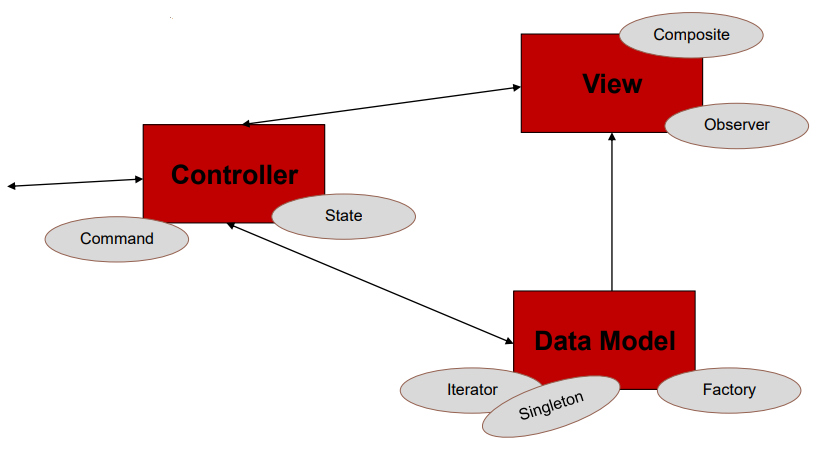 Composite
View
Observer
Controller
State
Command
Data Model
Iterator
Singleton
Factory